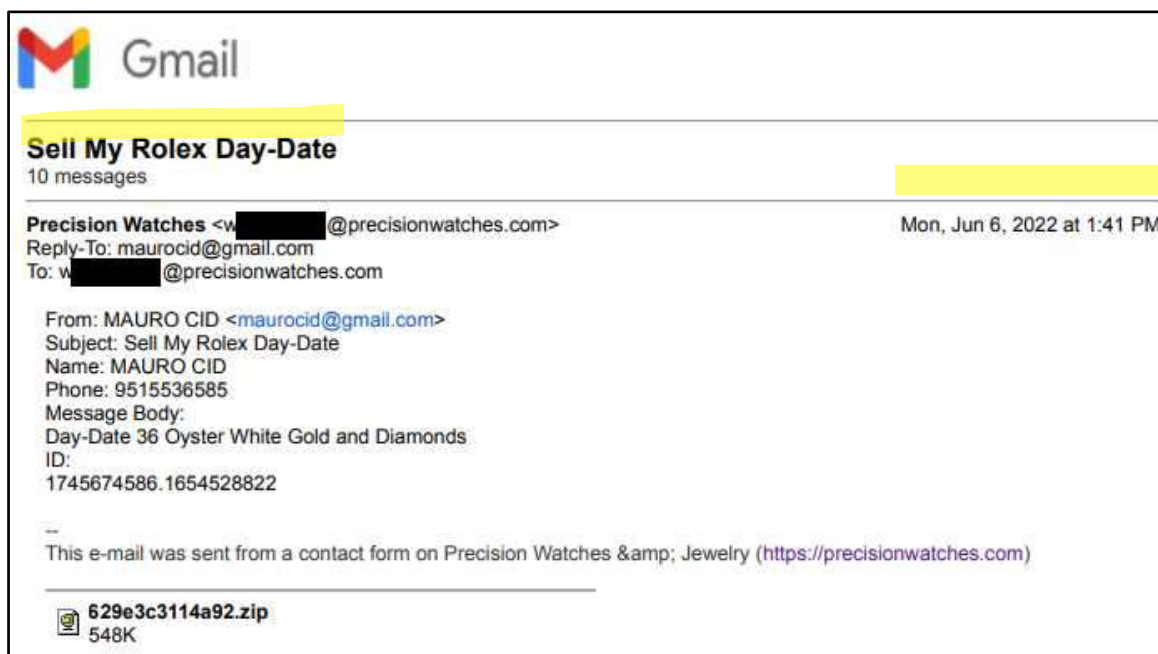 Gmail
Sell My Rolex Day-Date
10 messages
Precision Watches <w @precisionwatches.com> Mon, Jun 6, 2022 at 1:41 PM
Reply-To: maurocid@gmail.com
To: w @precisionwatches.com
From: MAURO CID <maurocid@gmail.com>
Subject: Sell My Rolex Day-Date
Name: MAURO CID
Phone: 9515536585
Message Body:
Day-Date 36 Oyster White Gold and Diamonds
ID:
1745674586.1654528822
--
This e-mail was sent from a contact form on Precision Watches &amp; Jewelry (https://precisionwatches.com)
629e3c3114a92.zip
548K